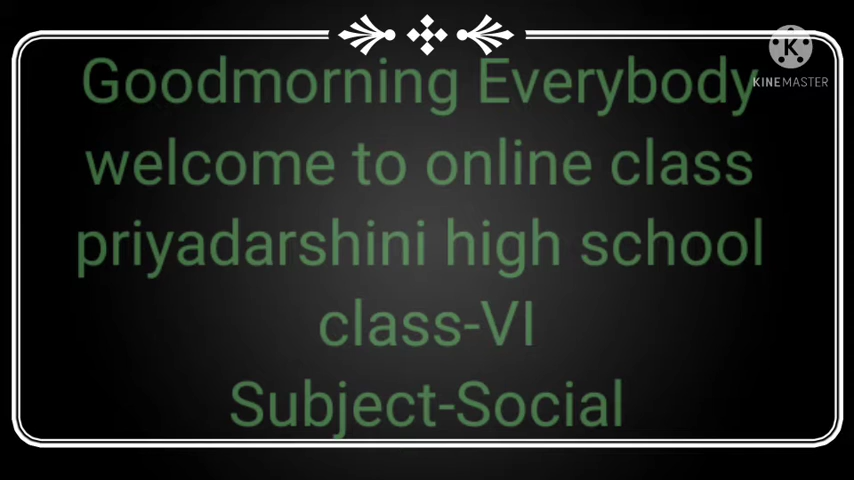 Goodmorning Everybody
K
KINEMASTER
welcome to online class
priyadarshini high school
class-VI
Subject-Social